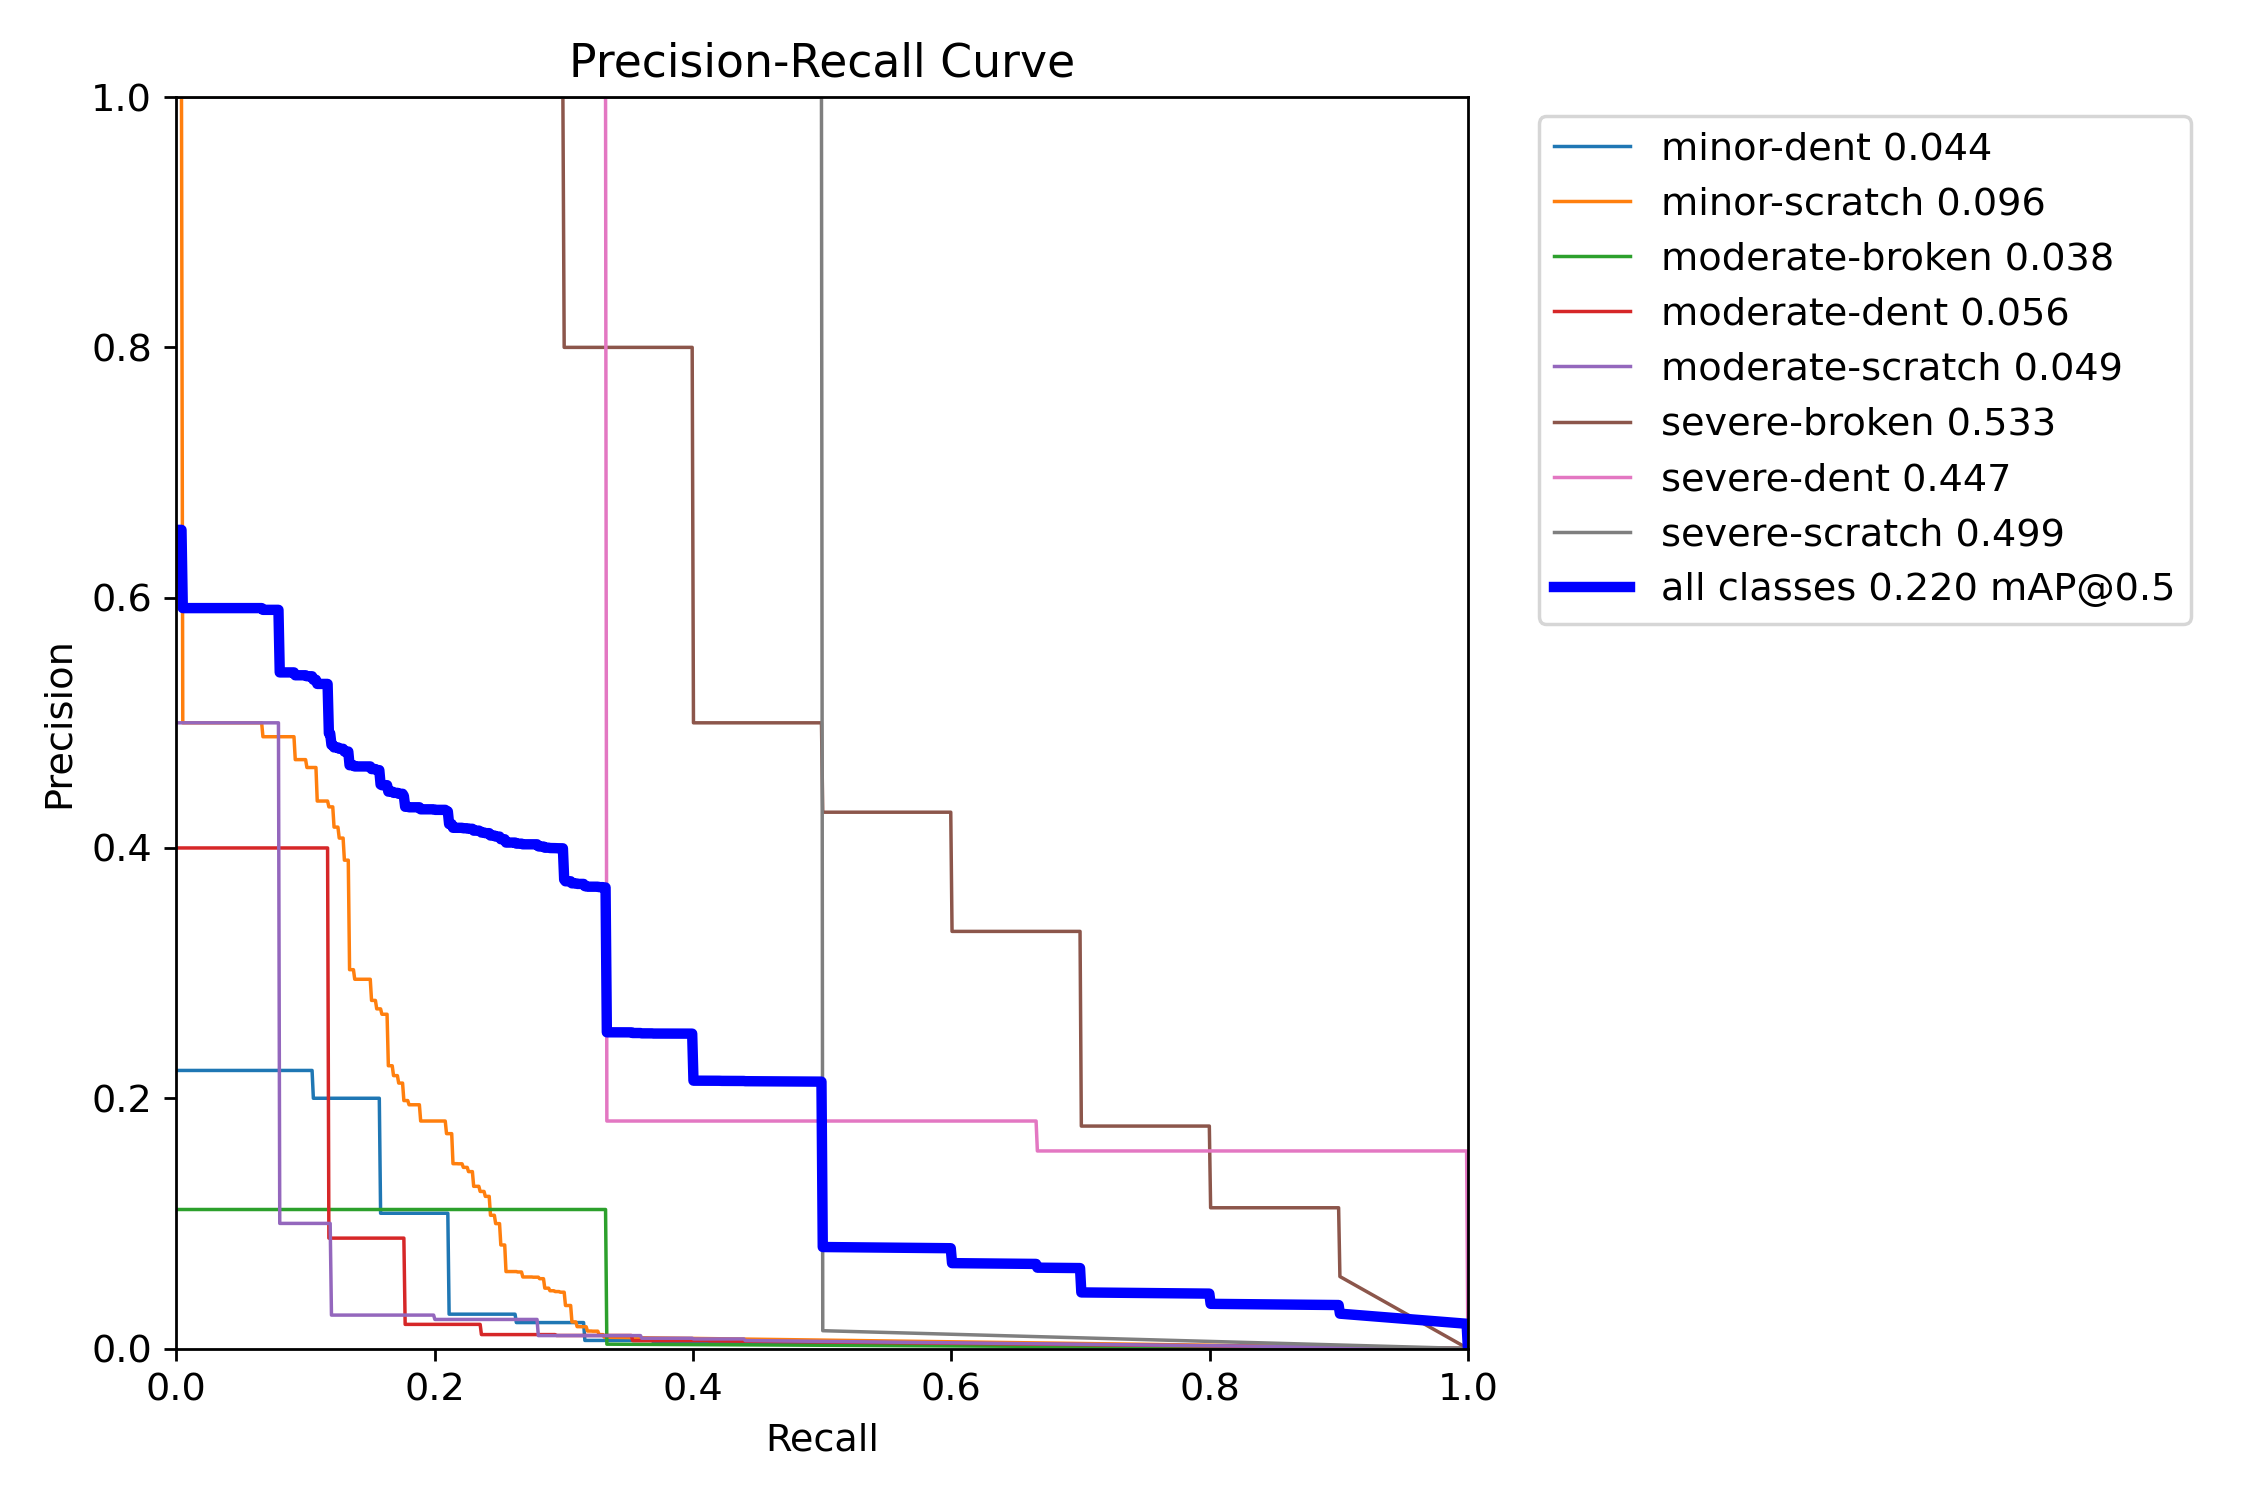 Precision-Recall Curve
1.0
0.8
0.6
0.4
0.2
0.0
Precision
0.0 0.2 0.4 0.6 0.8 1.0
Recall
minor-dent 0.044
minor-scratch 0.096
moderate-broken 0.038
moderate-dent 0.056
moderate-scratch 0.049
severe-broken 0.533
severe-dent 0.447
severe-scratch 0.499
all classes 0.220 mAP@0.5